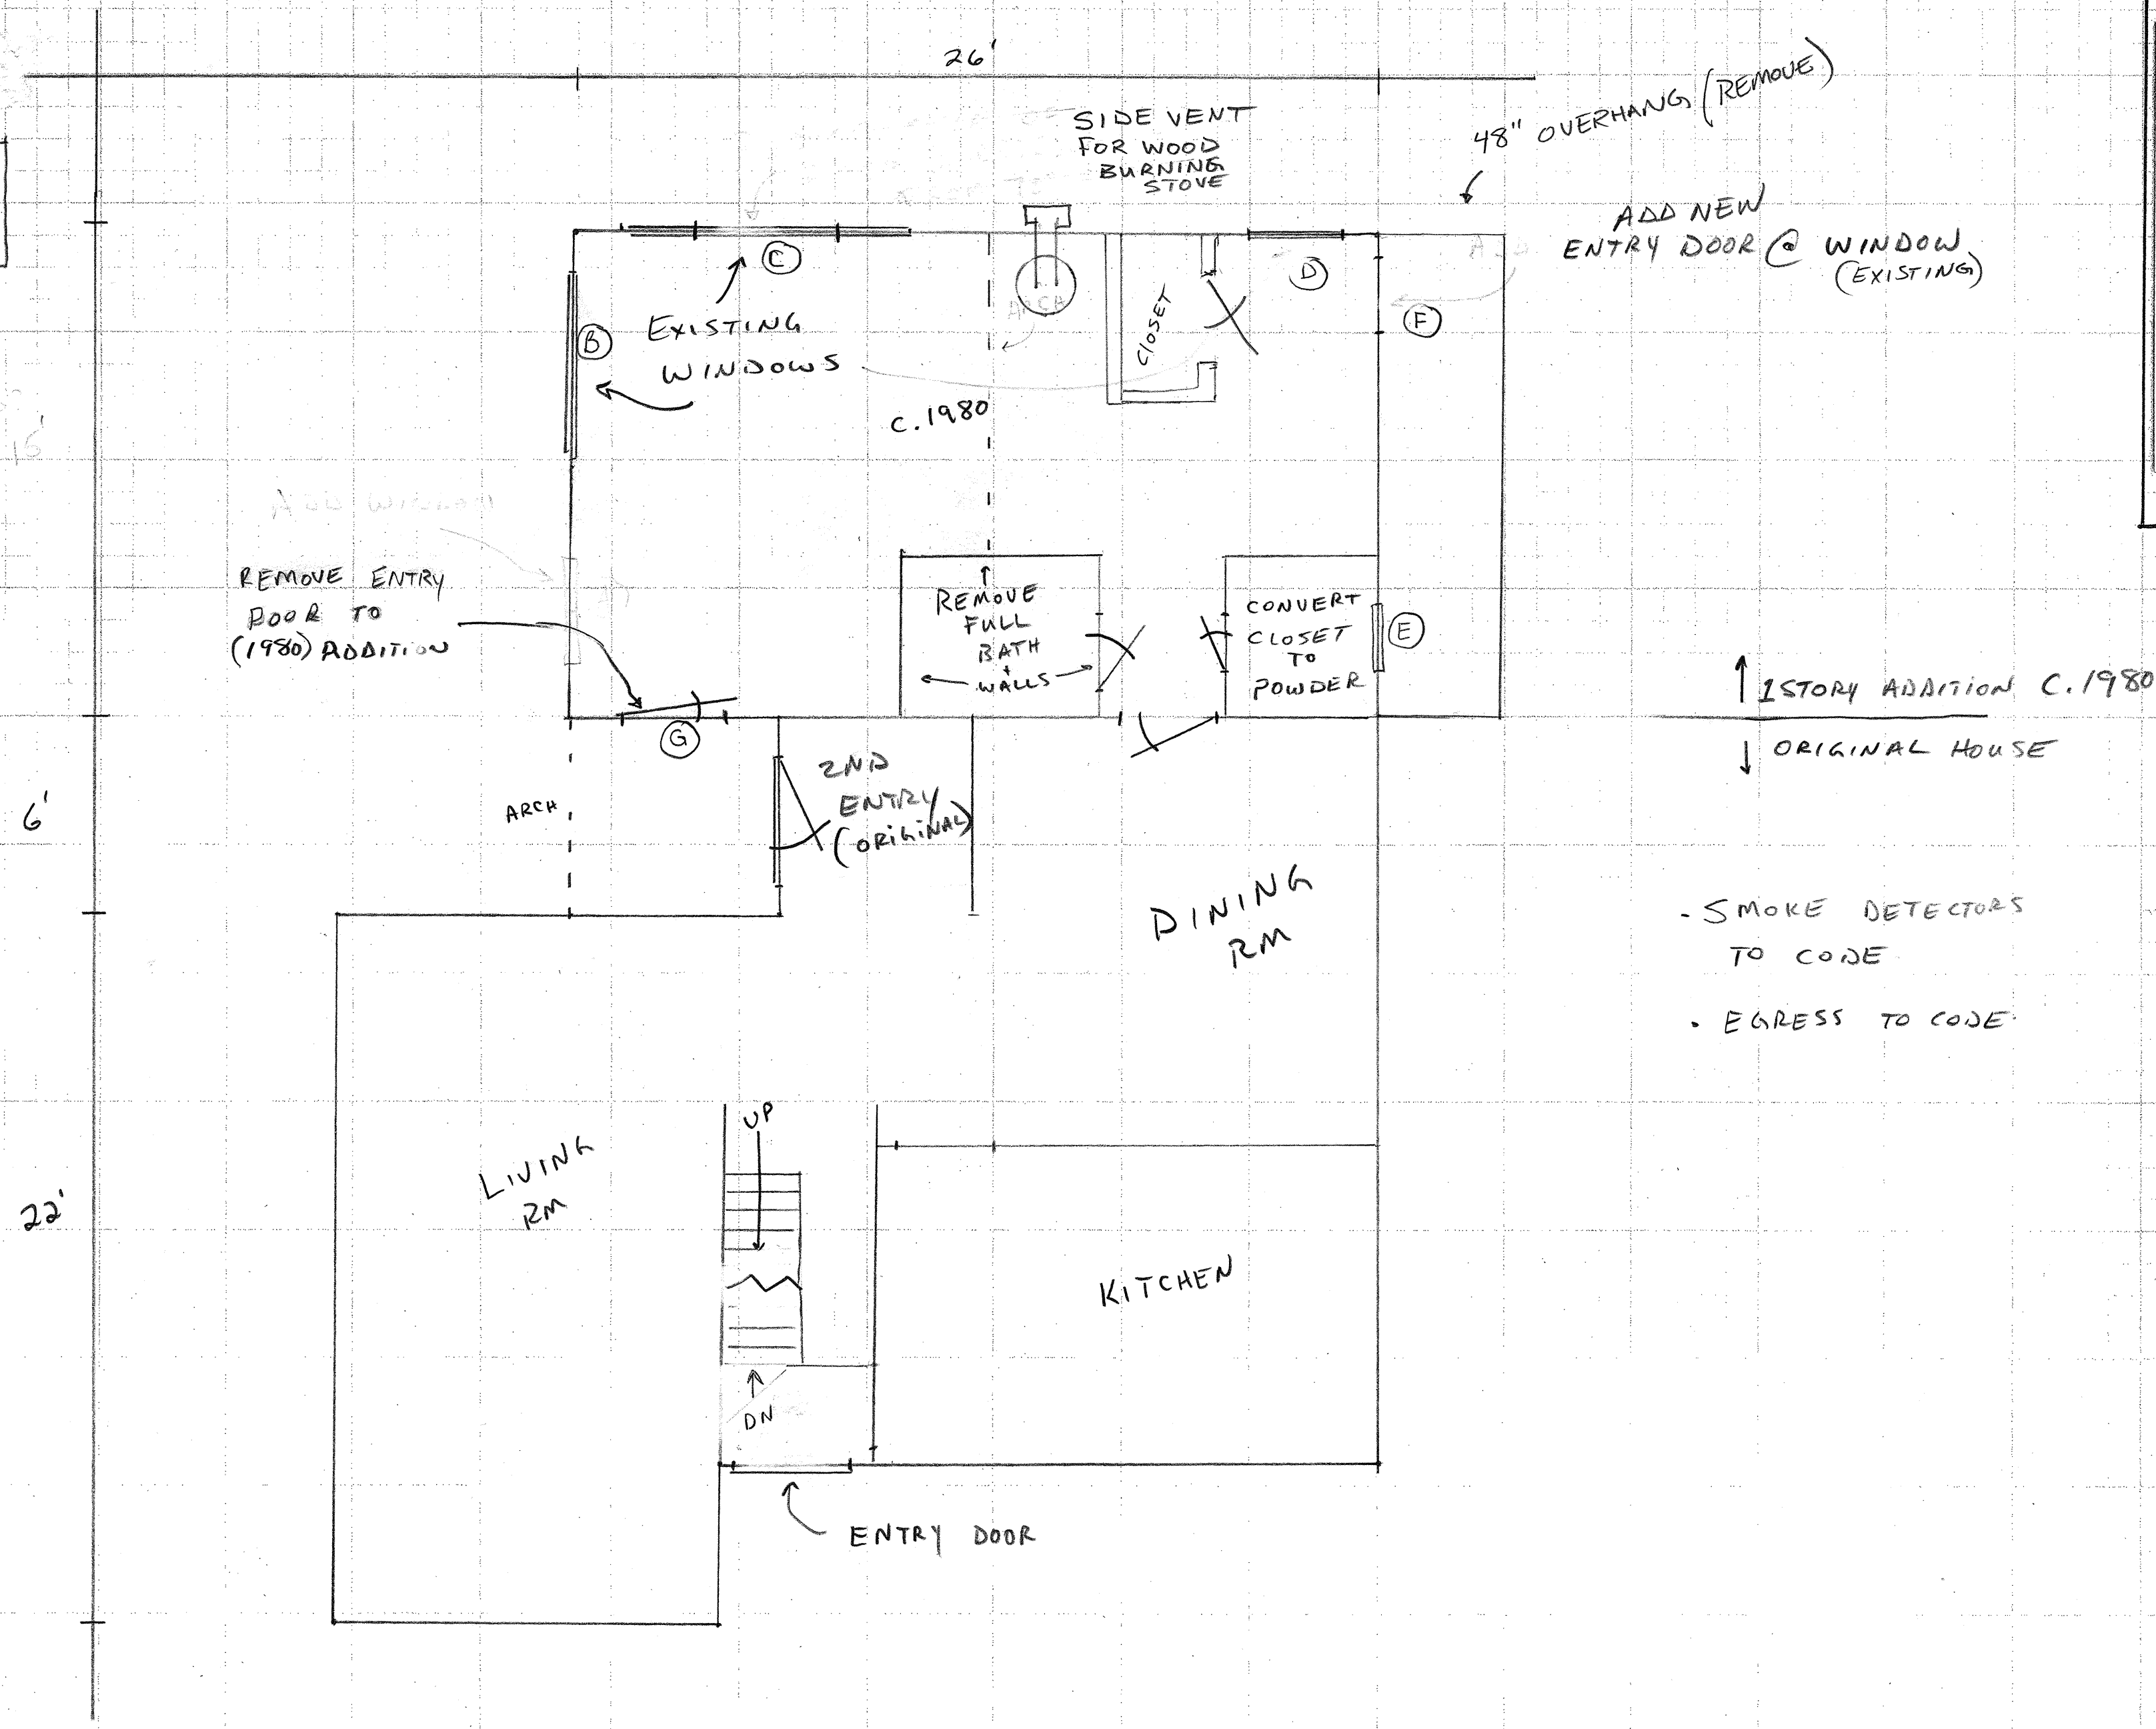 26'
48" OVERHANG (REMOVE)
SIDE VENT
FOR WOOD
BURNING
STOVE
ADD NEW
ENTRY DOOR @ WINDOW
(EXISTING)
C
D
B
F
EXISTING
WINDOWS
CLOSET
ARCH
C.1980
15'
ADD WINDOW
REMOVE ENTRY
DOOR TO
(1980) ADDITION
REMOVE
FULL
BATH
+
WALLS
CONVERT
CLOSET
TO
POWDER
E
1 STORY ADDITION C.1980
ORIGINAL HOUSE
G
2ND
ENTRY
(ORIGINAL)
ARCH
6'
DINING
RM
- SMOKE DETECTORS
TO CODE
• EGRESS TO CODE
UP
LIVING
RM
22'
KITCHEN
DN
ENTRY DOOR